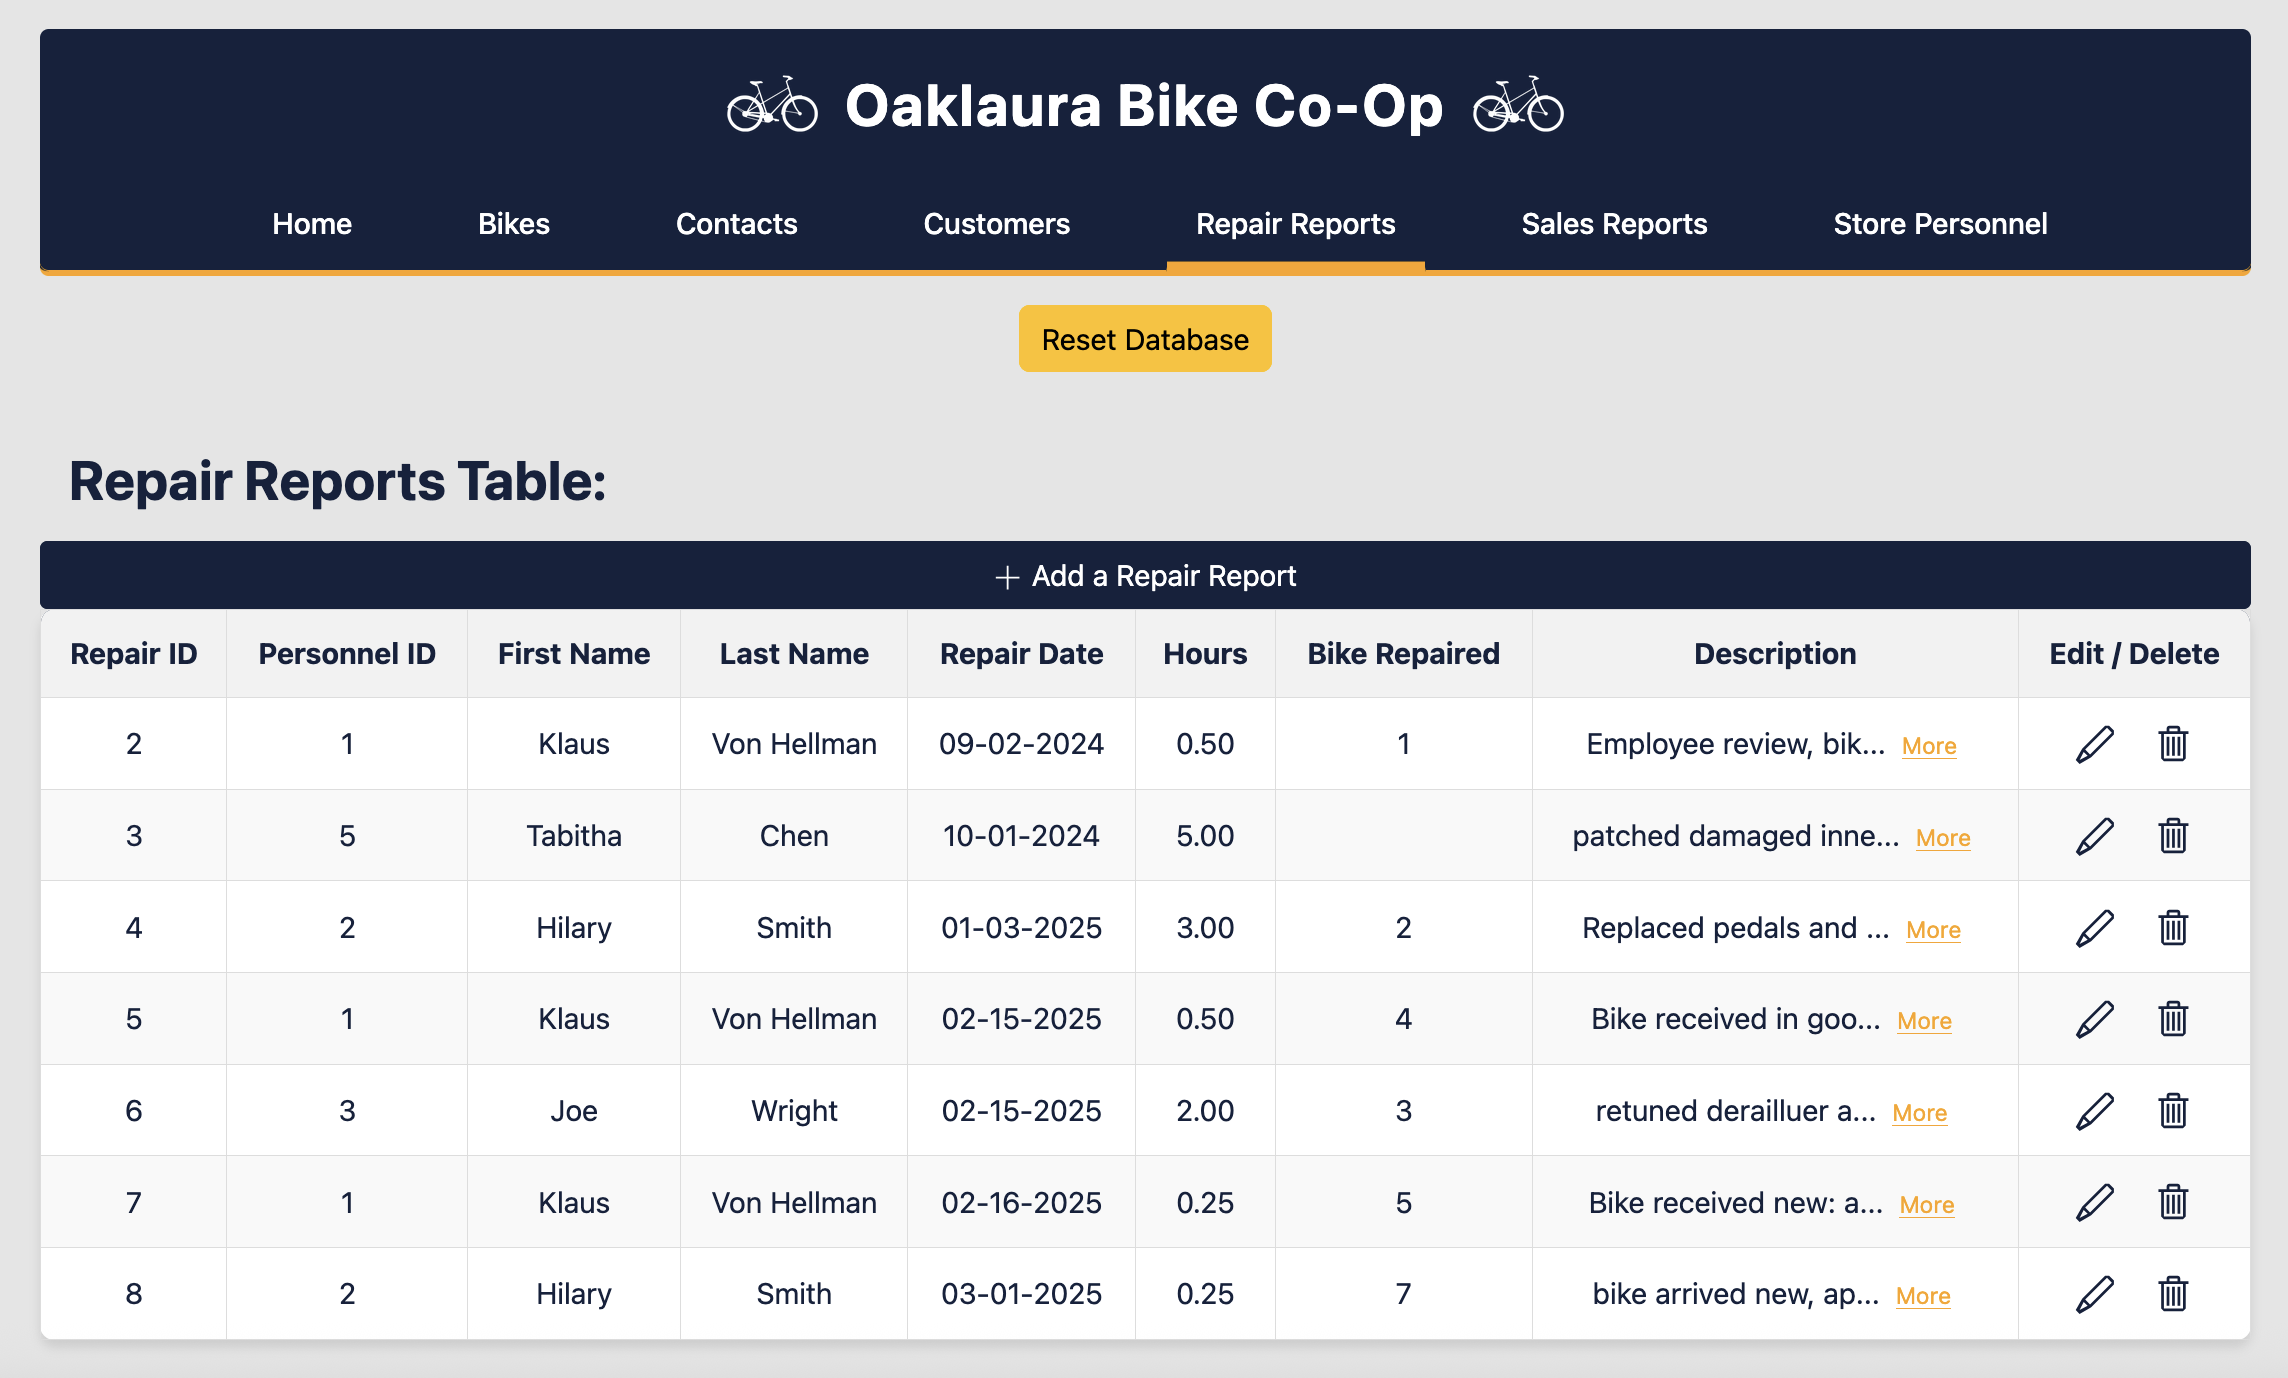 Oaklaura Bike Co-Op
Home Bikes Contacts Customers Repair Reports Sales Reports Store Personnel
Reset Database
Repair Reports Table:
+ Add a Repair Report
Repair ID Personnel ID First Name Last Name Repair Date Hours Bike Repaired Description Edit / Delete
2 1 Klaus Von Hellman 09-02-2024 0.50 1 Employee review, bik... More
3 5 Tabitha Chen 10-01-2024 5.00 patched damaged inne... More
4 2 Hilary Smith 01-03-2025 3.00 2 Replaced pedals and ... More
5 1 Klaus Von Hellman 02-15-2025 0.50 4 Bike received in goo... More
6 3 Joe Wright 02-15-2025 2.00 3 retuned derailluer a... More
7 1 Klaus Von Hellman 02-16-2025 0.25 5 Bike received new: a... More
8 2 Hilary Smith 03-01-2025 0.25 7 bike arrived new, ap... More